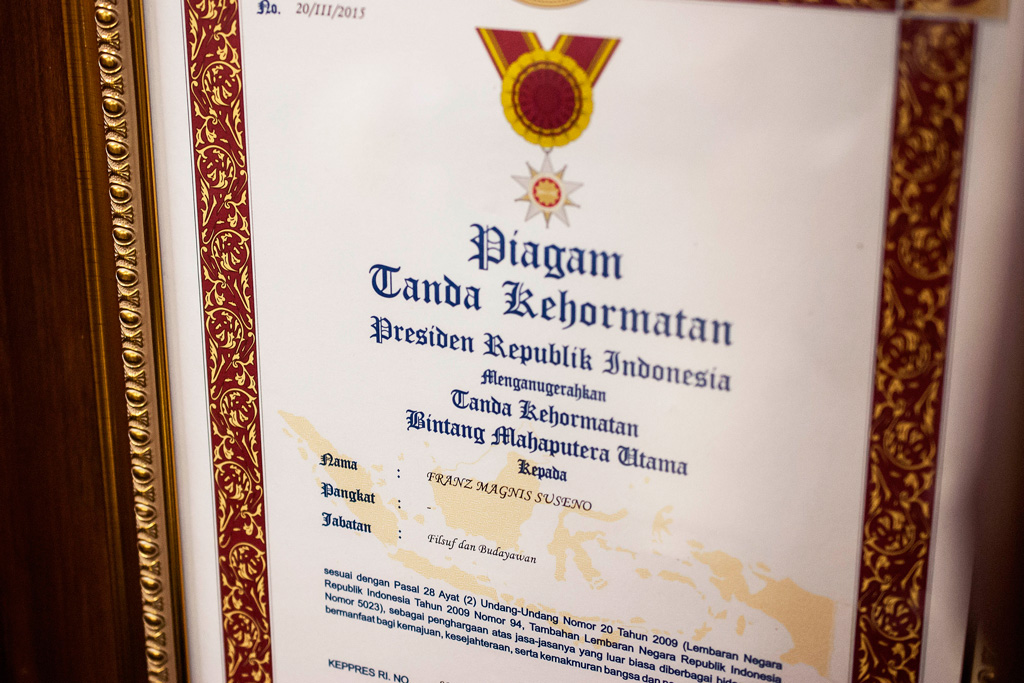 No. 20/III/2015
Piagam
Tanda Kehormatan
Presiden Republik Indonesia
Menganugerahkan
Tanda Kehormatan
Bintang Mahaputera Utama
Kepada
Nama : FRANZ MAGNIS SUSENO
Pangkat : -
Jabatan : Filsuf dan Budayawan
sesuai dengan Pasal 28 Ayat (2) Undang-Undang Nomor 20 Tahun 2009 (Lembaran Negara
Republik Indonesia Tahun 2009 Nomor 94, Tambahan Lembaran Negara Republik Indonesia
Nomor 5023), sebagai penghargaan atas jasa-jasanya yang luar biasa diberbagai
bermanfaat bagi kemajuan, kesejahteraan, serta kemakmuran bangsa dan
KEPPRES RI. NO